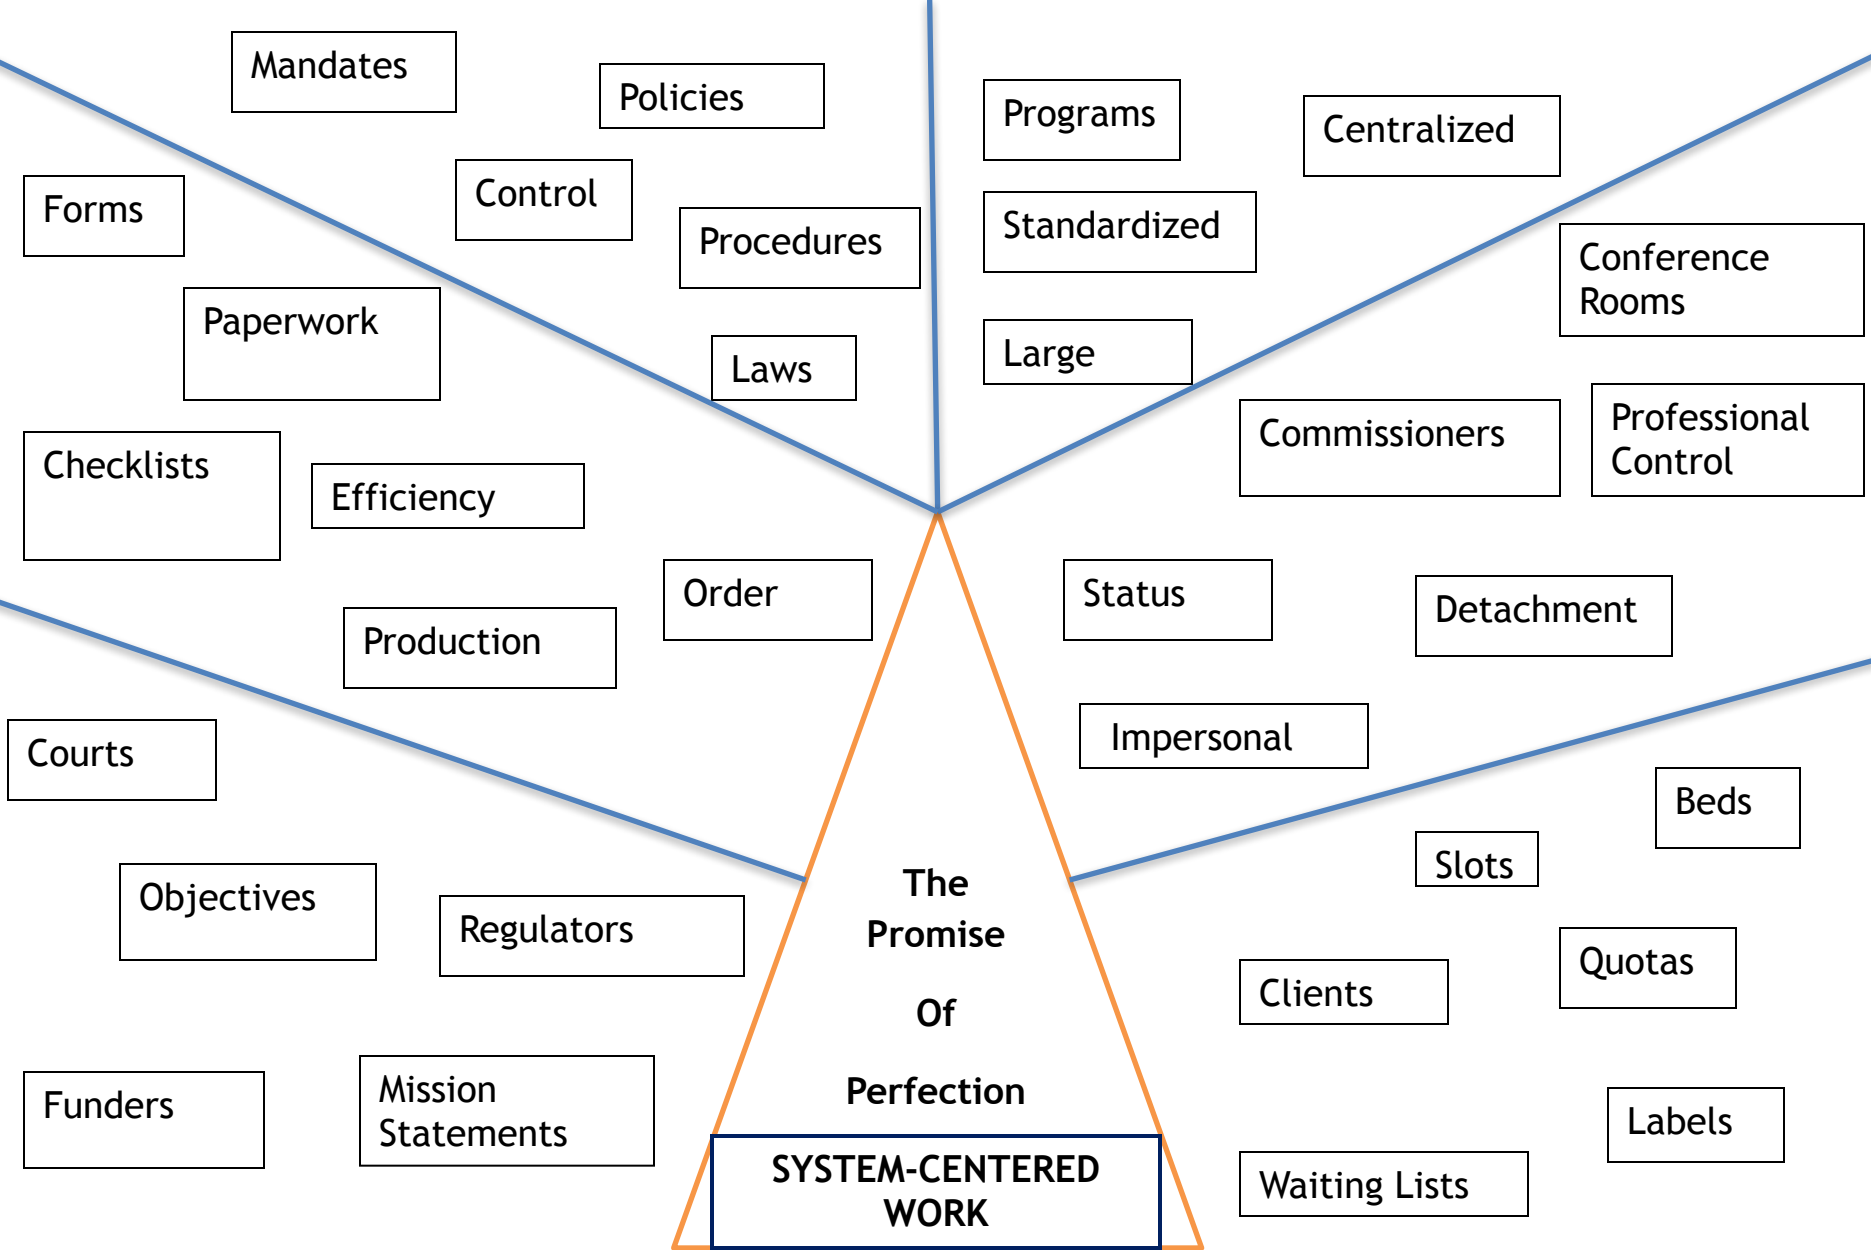 Mandates
Policies
Control
Procedures
Laws
Programs
Centralized
Standardized
Large
Forms
Paperwork
Checklists
Efficiency
Order
Production
Conference
Rooms
Commissioners
Professional
Control
Status
Detachment
Impersonal
Courts
Objectives
Regulators
Funders
Mission
Statements
The
Promise
Of
Perfection
SYSTEM-CENTERED
WORK
Beds
Slots
Quotas
Clients
Labels
Waiting Lists